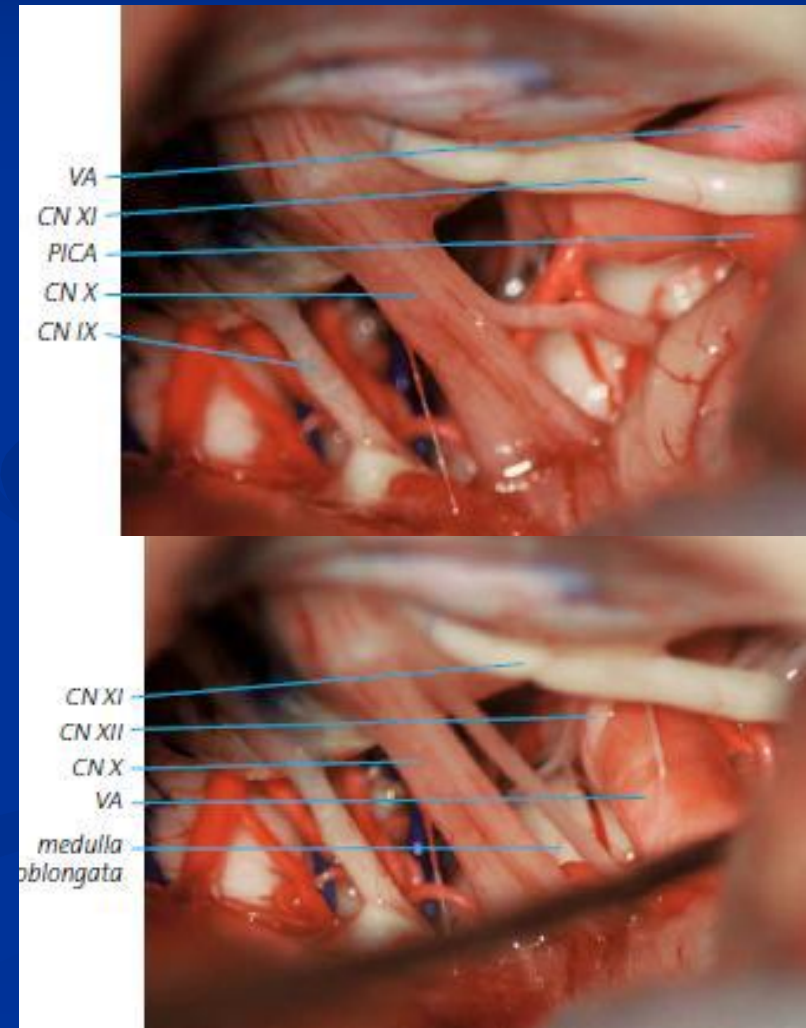 VA
CN XI
PICA
CN X
CN IX
CN XI
CN XII
CN X
VA
medulla
oblongata